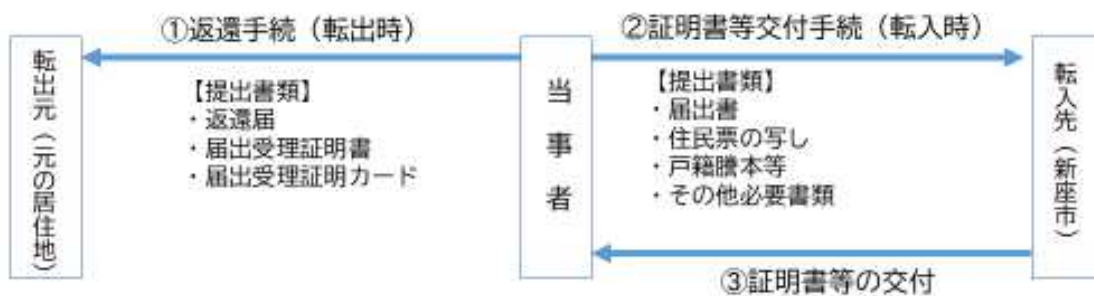 ①返還手続（転出時）
②証明書等交付手続（転入時）
転出元（元の居住地）
【提出書類】
・返還届
・届出受理証明書
・届出受理証明カード
当事者
【提出書類】
・届出書
・住民票の写し
・戸籍謄本等
・その他必要書類
転入先（新座市）
③証明書等の交付